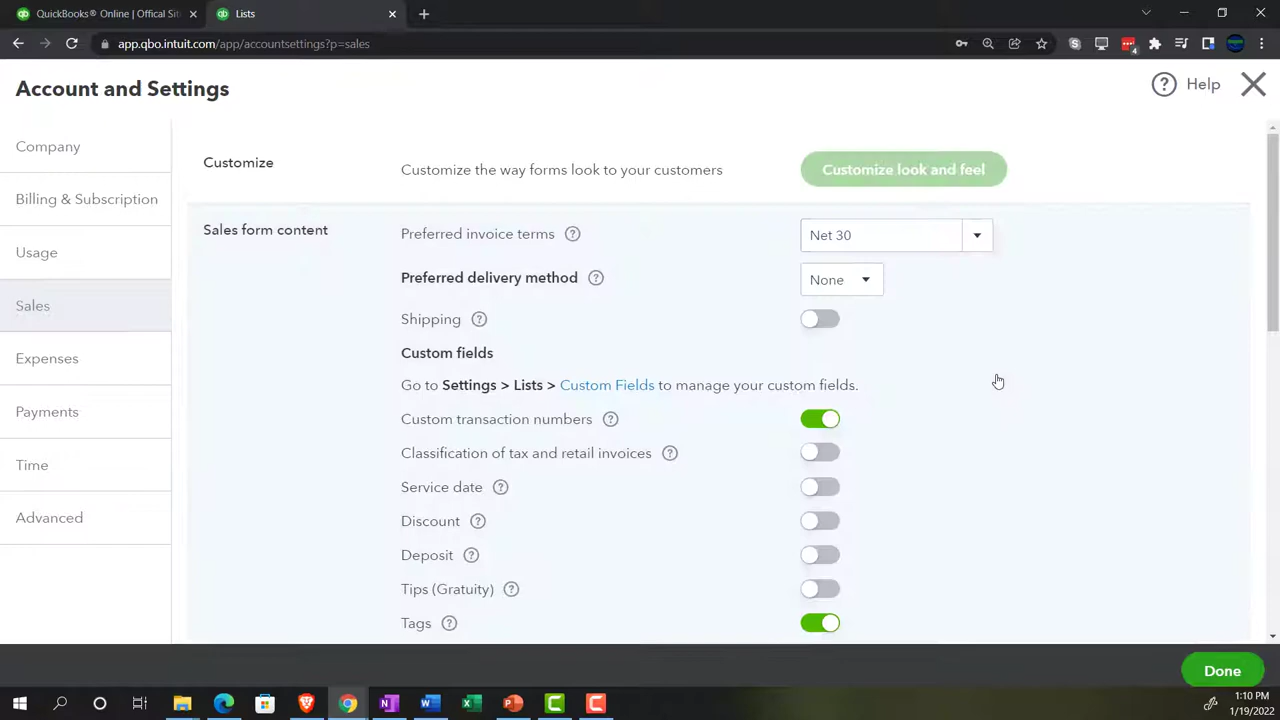 QuickBooks® Online | Offical Sit
Lists
app.qbo.intuit.com/app/accountsettings?p=sales
4
Account and Settings
Help
Company
Billing & Subscription
Usage
Sales
Expenses
Payments
Time
Advanced
Customize
Customize the way forms look to your customers
Customize look and feel
Sales form content
Preferred invoice terms
Net 30
Preferred delivery method
None
Shipping
Custom fields
Go to Settings > Lists > Custom Fields to manage your custom fields.
Custom transaction numbers
Classification of tax and retail invoices
Service date
Discount
Deposit
Tips (Gratuity)
Tags
Done
1:10 PM
1/19/2022